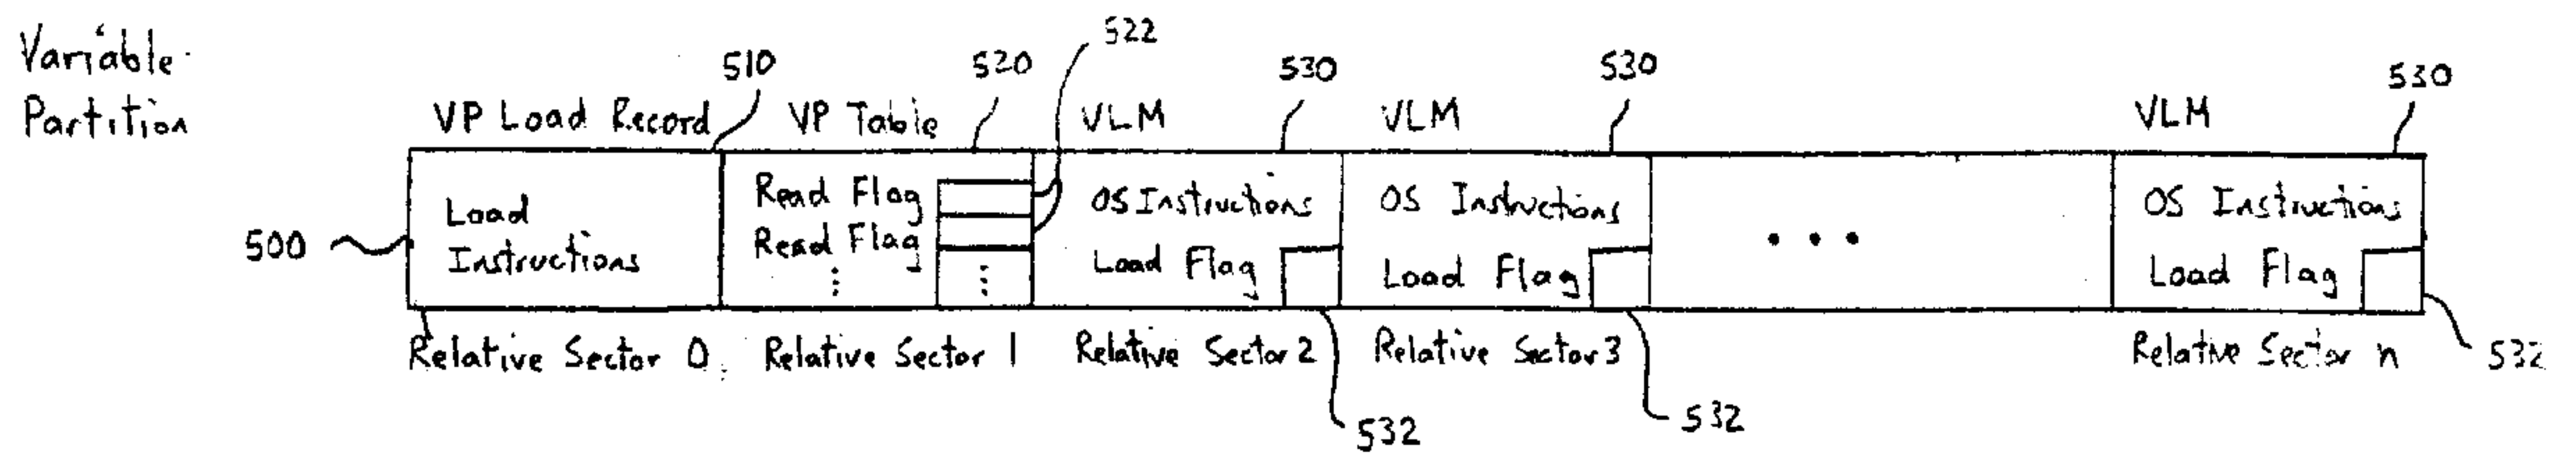 Variable
Partition
522
510
520
530
530
530
VP Load Record
VP Table
VLM
VLM
VLM
500
Load
Instructions
Read Flag
Read Flag
⋮
⋮
OS Instructions
Load Flag
OS Instructions
Load Flag
• • •
OS Instructions
Load Flag
Relative Sector 0
Relative Sector 1
Relative Sector 2
Relative Sector 3
Relative Sector n
532
532
532